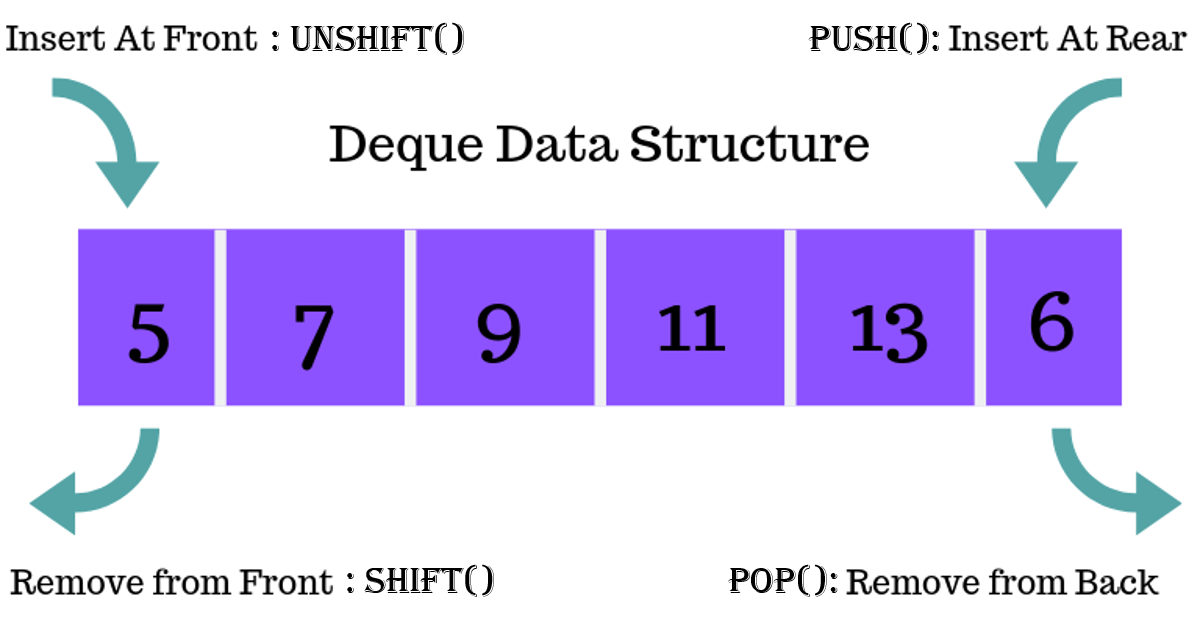 Insert At Front : UNSHIFT()
PUSH(): Insert At Rear
Deque Data Structure
5 7 9 11 13 6
Remove from Front : SHIFT()
POP(): Remove from Back